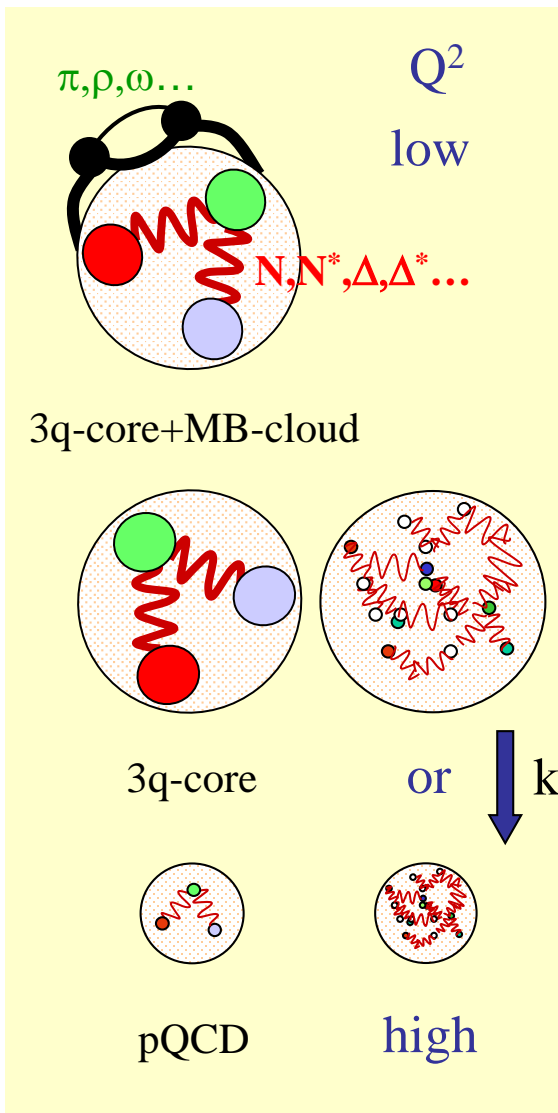 Q²
π,ρ,ω…
low
N,N*,Δ,Δ*…
3q-core+MB-cloud
3q-core or k
pQCD high